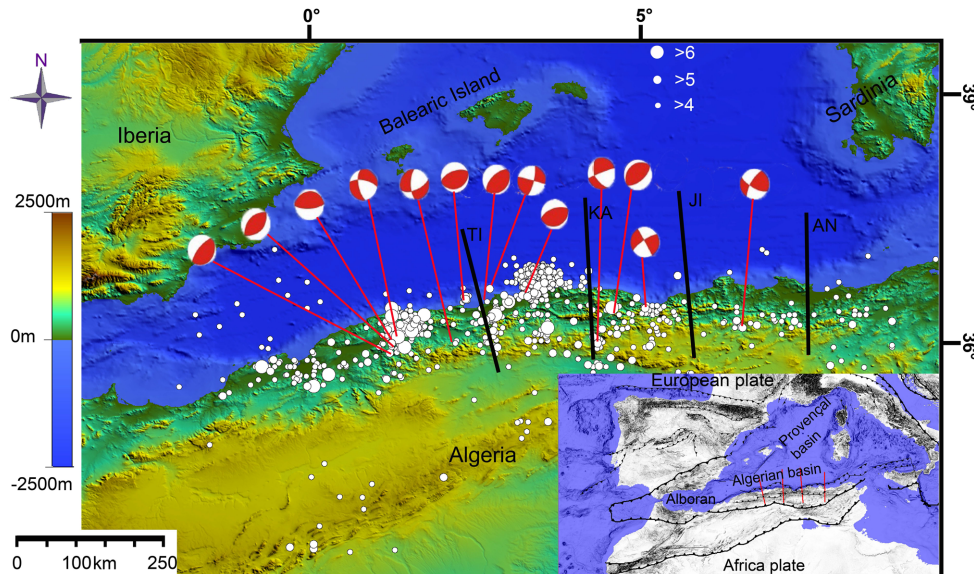 0°
5°
N
>6
>5
>4
39°
Sardinia
Balearic Island
Iberia
2500m
KA
JI
AN
TI
0m
36°
European plate
Provençal
basin
Algeria
Algerian basin
-2500m
Alboran
0
100km
250
Africa plate